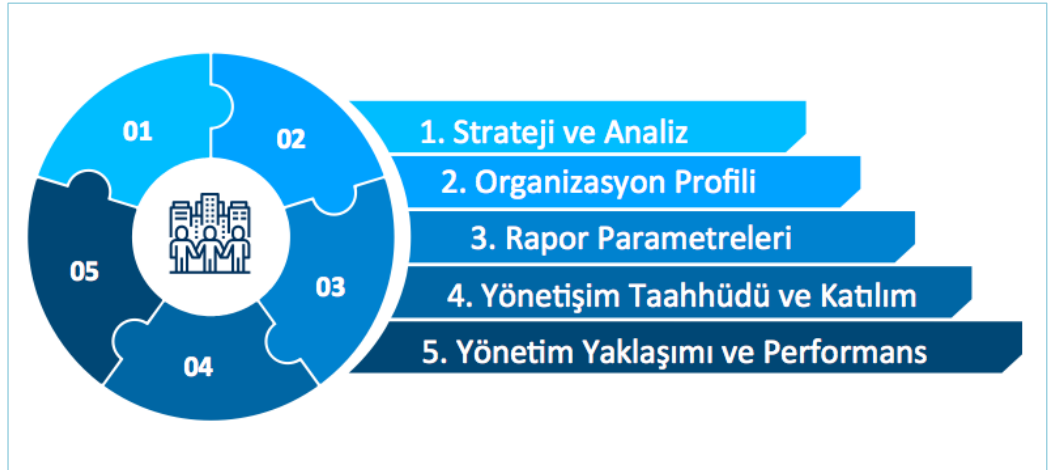 01
02
03
04
05
1. Strateji ve Analiz
2. Organizasyon Profili
3. Rapor Parametreleri
4. Yönetişim Taahhüdü ve Katılım
5. Yönetim Yaklaşımı ve Performans